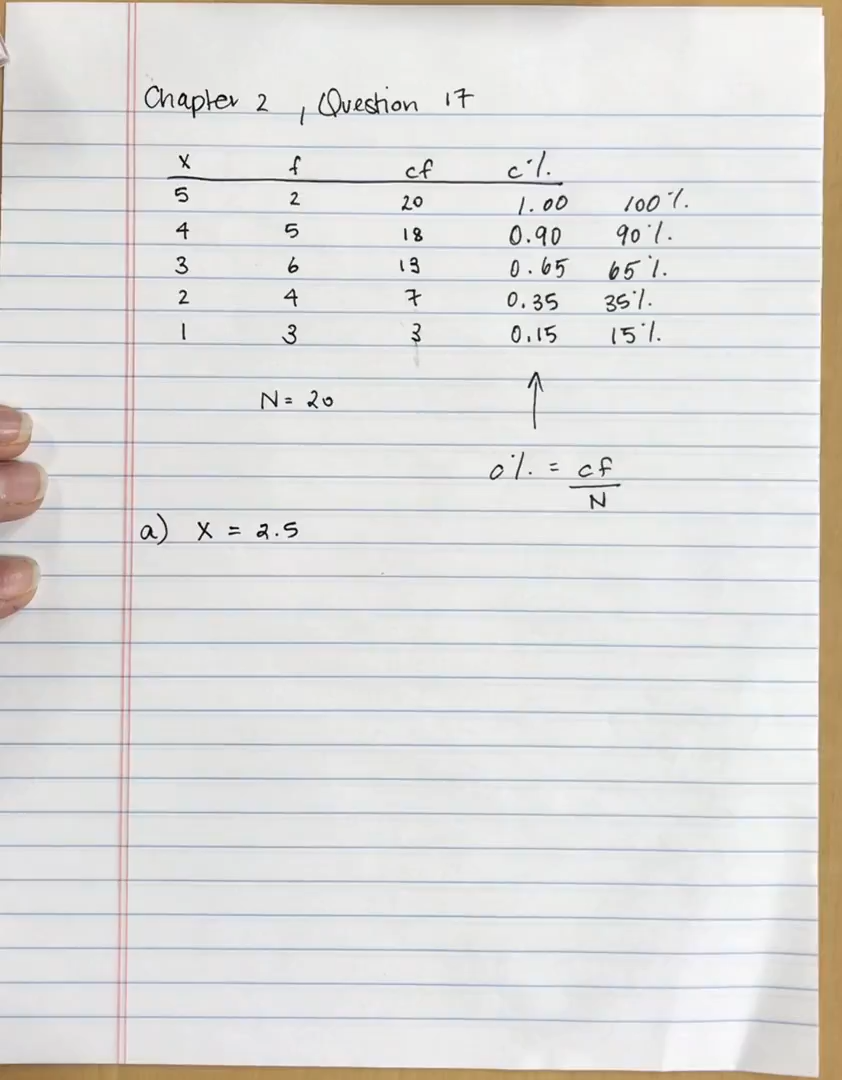 Chapter 2 , Question 17
X f cf c%
5 2 20 1.00 100%
4 5 18 0.90 90%
3 6 13 0.65 65%
2 4 7 0.35 35%
1 3 3 0.15 15%
N = 20
c% = cf/N
a) X = 2.5